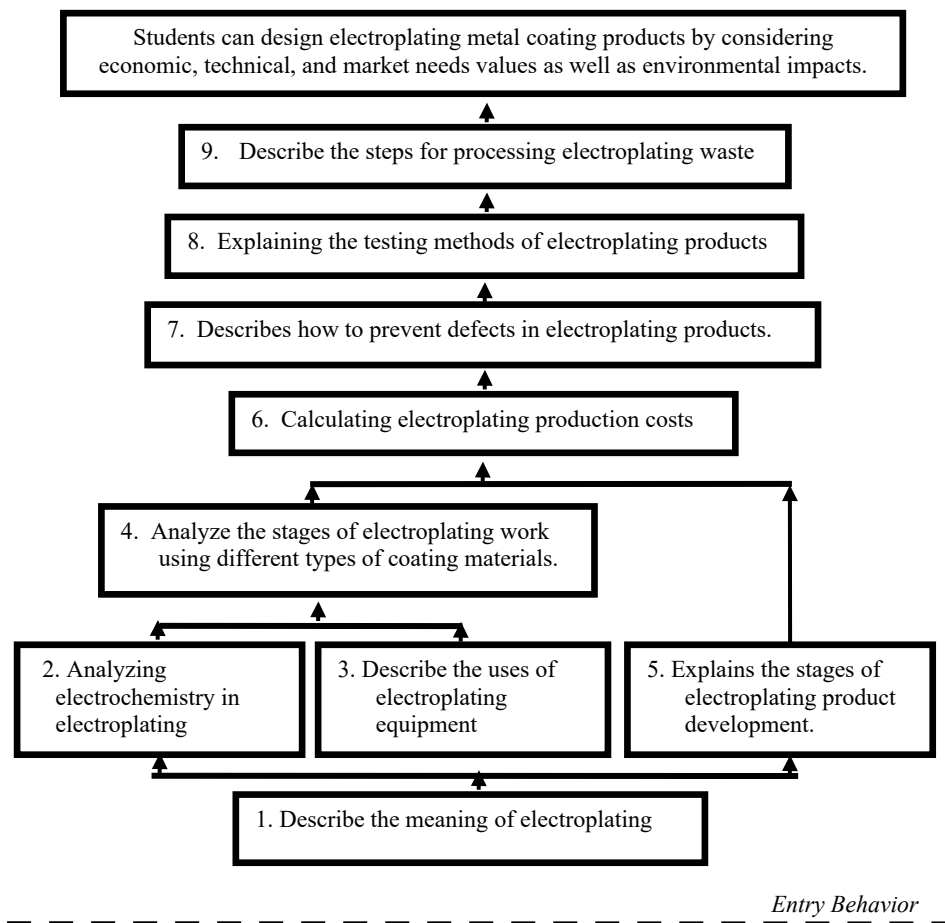 Students can design electroplating metal coating products by considering
economic, technical, and market needs values as well as environmental impacts.
9. Describe the steps for processing electroplating waste
8. Explaining the testing methods of electroplating products
7. Describes how to prevent defects in electroplating products.
6. Calculating electroplating production costs
4. Analyze the stages of electroplating work
using different types of coating materials.
2. Analyzing
electrochemistry in
electroplating
3. Describe the uses of
electroplating
equipment
5. Explains the stages of
electroplating product
development.
1. Describe the meaning of electroplating
Entry Behavior